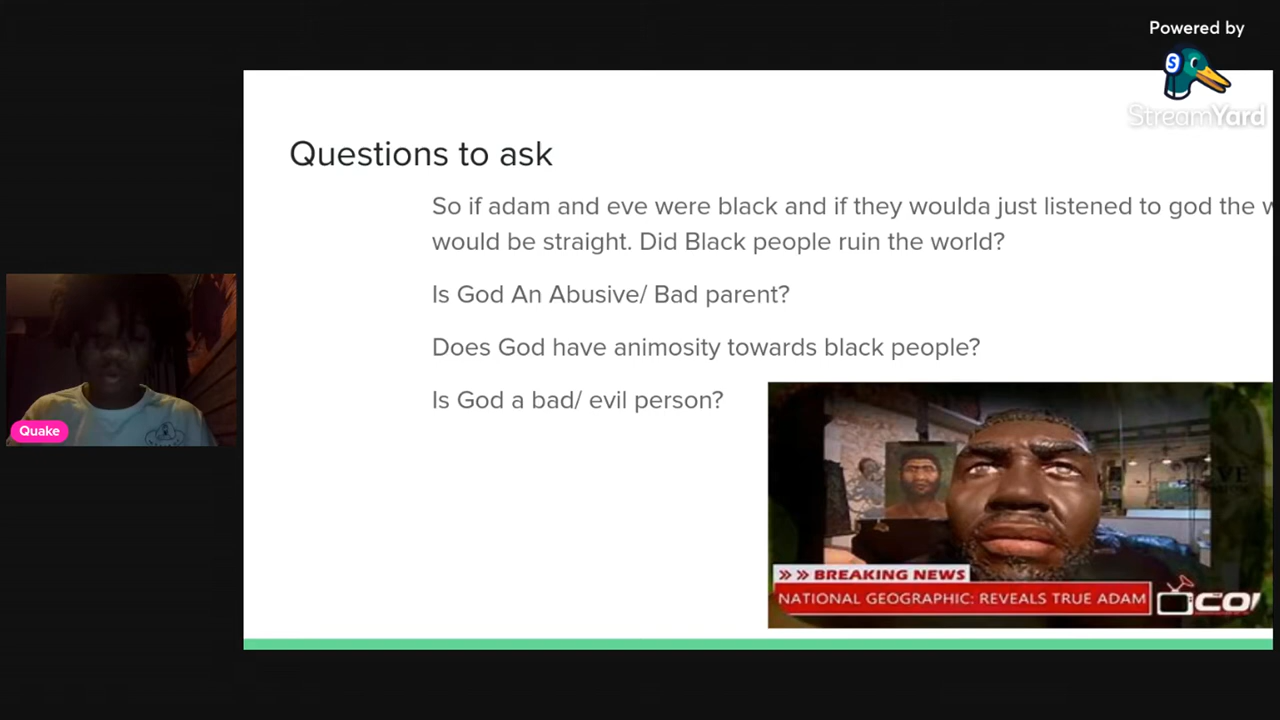 Powered by
StreamYard
Questions to ask
So if adam and eve were black and if they woulda just listened to god the
would be straight. Did Black people ruin the world?
Is God An Abusive/ Bad parent?
Does God have animosity towards black people?
Is God a bad/ evil person?
Quake
>> BREAKING NEWS
NATIONAL GEOGRAPHIC: REVEALS TRUE ADAM